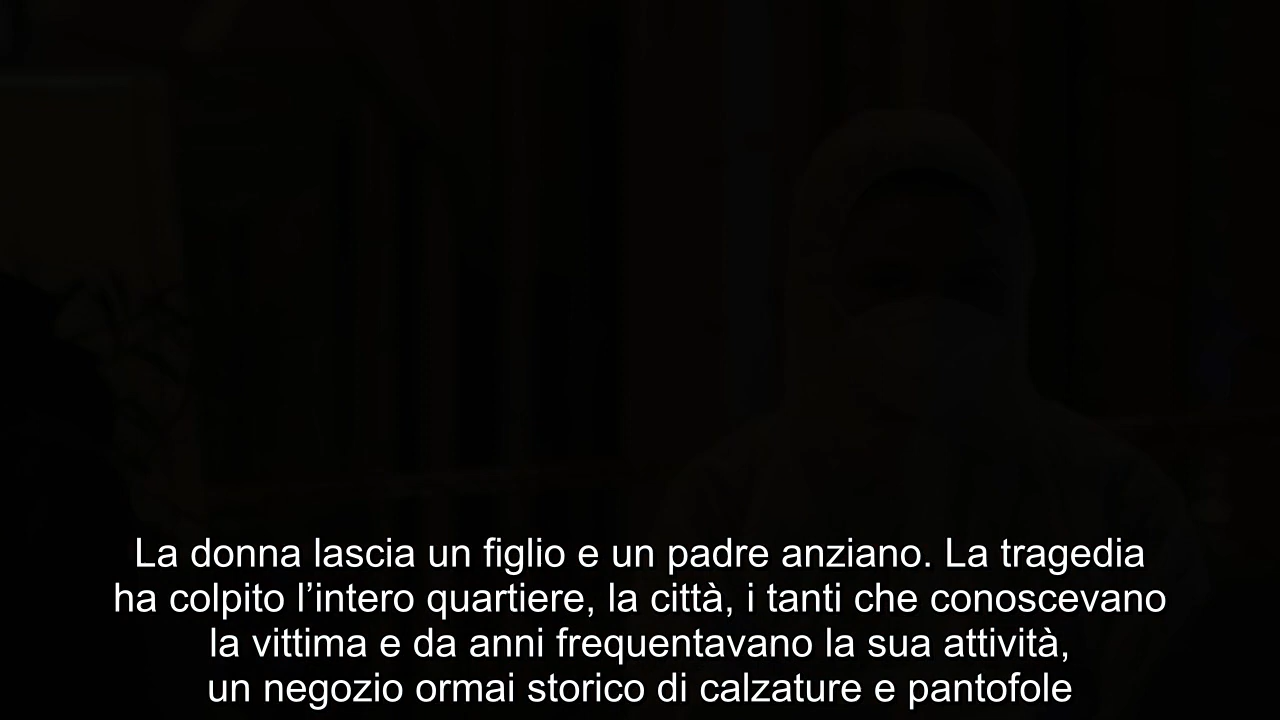 La donna lascia un figlio e un padre anziano. La tragedia
ha colpito l’intero quartiere, la città, i tanti che conoscevano
la vittima e da anni frequentavano la sua attività,
un negozio ormai storico di calzature e pantofole